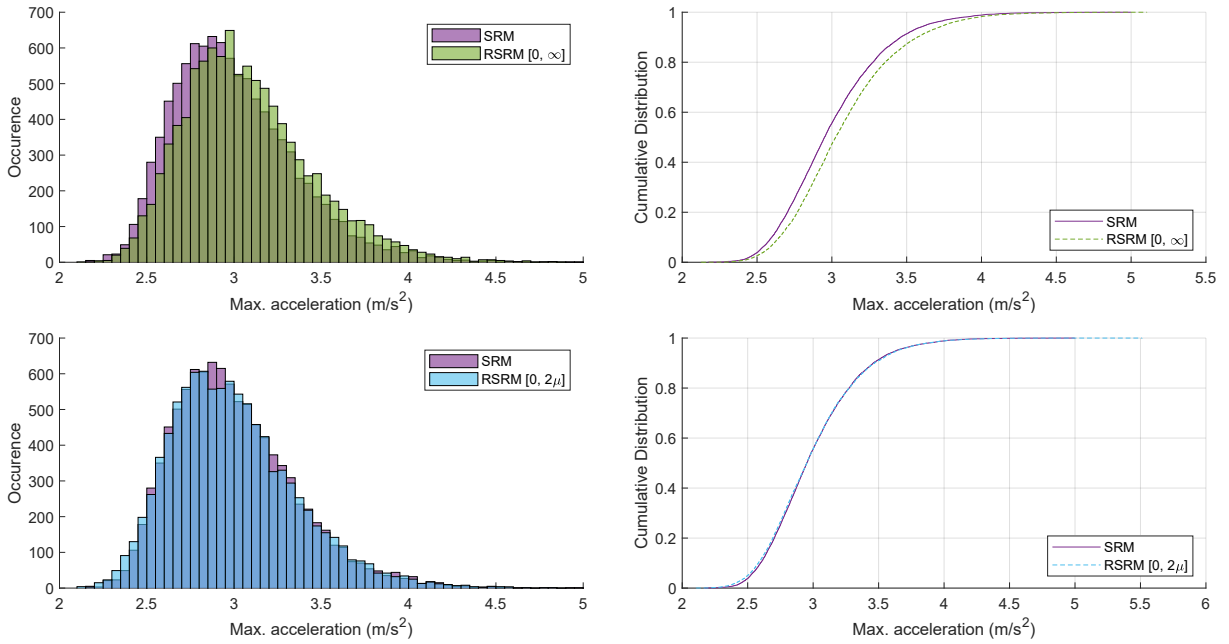 700
600
500
400
300
200
100
0
Occurence
SRM
RSRM [0, ∞]
2 2.5 3 3.5 4 4.5 5
Max. acceleration (m/s²)
1
0.8
0.6
0.4
0.2
0
Cumulative Distribution
SRM
RSRM [0, ∞]
2 2.5 3 3.5 4 4.5 5 5.5
Max. acceleration (m/s²)
700
600
500
400
300
200
100
0
Occurence
SRM
RSRM [0, 2μ]
2 2.5 3 3.5 4 4.5 5
Max. acceleration (m/s²)
1
0.8
0.6
0.4
0.2
0
Cumulative Distribution
SRM
RSRM [0, 2μ]
2 2.5 3 3.5 4 4.5 5 5.5 6
Max. acceleration (m/s²)